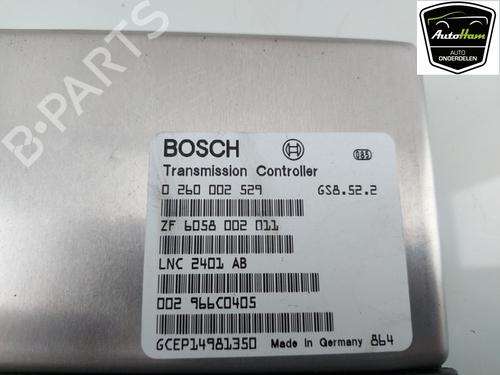 AutoHam
AUTO
ONDERDELEN
B-PARTS
BOSCH
Transmission Controller
0 260 002 529 GS8.52.2
ZF 6058 002 011
LNC 2401 AB
002 966C0405
GCEP14981350 Made in Germany 864